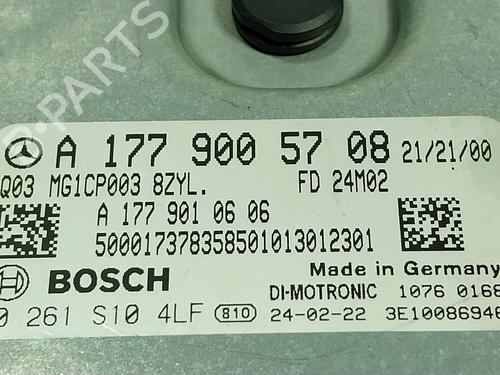 A 177 900 57 08 21/21/00
Q03 MG1CP003 8ZYL. FD 24M02
A 177 901 06 06
500017378358501013012301
BOSCH
Made in Germany
DI-MOTRONIC 1076 0168
0 261 S10 4LF 810 24-02-22 3E10086946
B-PARTS